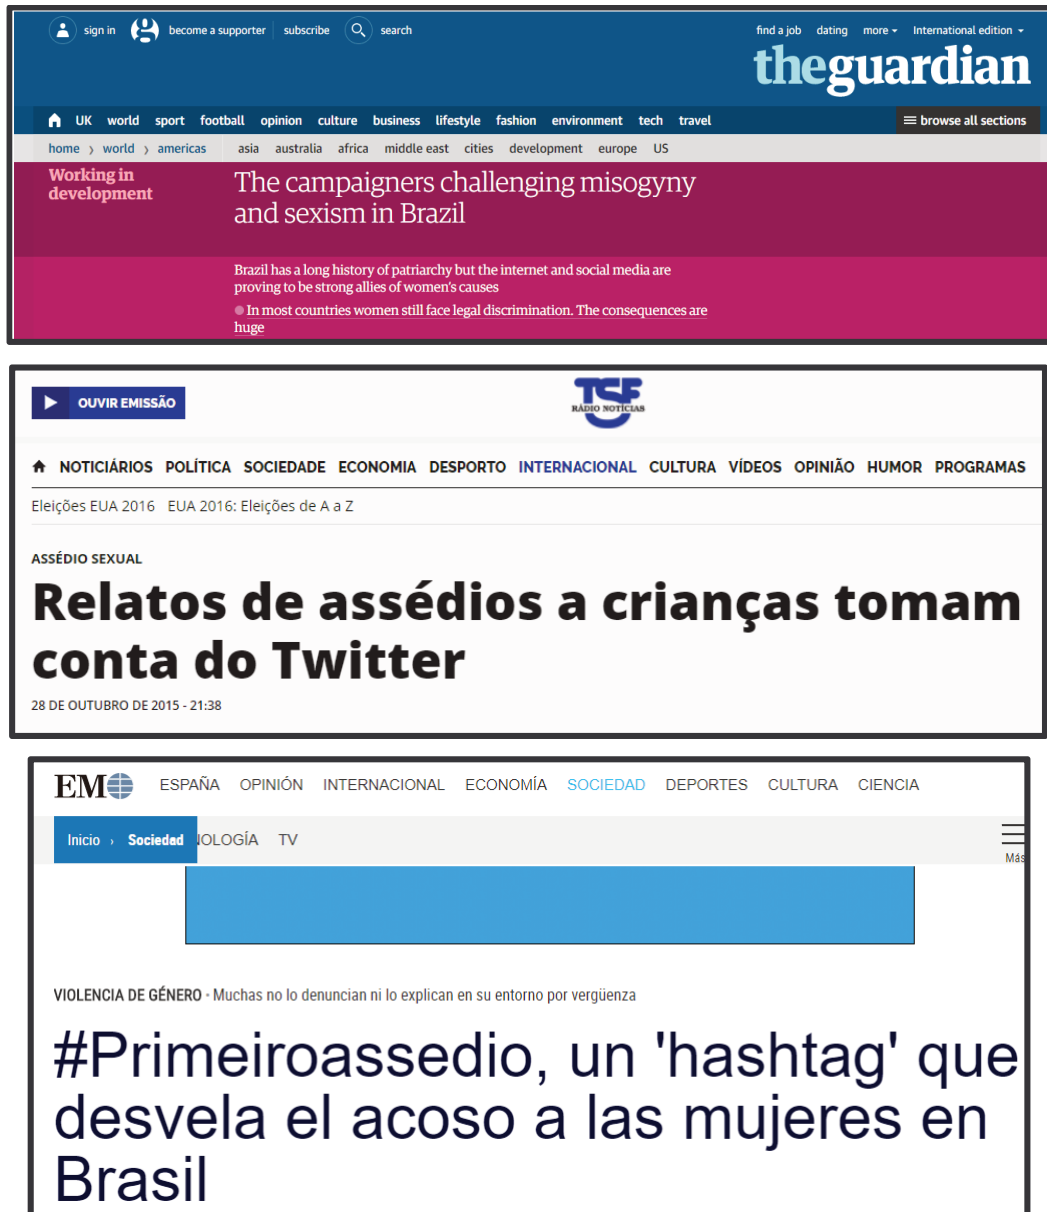 sign in become a supporter subscribe search find a job dating more International edition
theguardian
UK world sport football opinion culture business lifestyle fashion environment tech travel browse all sections
home › world › americas asia australia africa middle east cities development europe US
Working in
development
The campaigners challenging misogyny
and sexism in Brazil
Brazil has a long history of patriarchy but the internet and social media are
proving to be strong allies of women's causes
In most countries women still face legal discrimination. The consequences are
huge
OUVIR EMISSÃO
TSF
RÁDIO NOTÍCIAS
NOTICIÁRIOS POLÍTICA SOCIEDADE ECONOMIA DESPORTO INTERNACIONAL CULTURA VÍDEOS OPINIÃO HUMOR PROGRAMAS
Eleições EUA 2016 EUA 2016: Eleições de A a Z
ASSÉDIO SEXUAL
Relatos de assédios a crianças tomam
conta do Twitter
28 DE OUTUBRO DE 2015 - 21:38
EM ESPAÑA OPINIÓN INTERNACIONAL ECONOMÍA SOCIEDAD DEPORTES CULTURA CIENCIA
Inicio › Sociedad NOLOGÍA TV
Más
VIOLENCIA DE GÉNERO · Muchas no lo denuncian ni lo explican en su entorno por vergüenza
#Primeiroassedio, un 'hashtag' que
desvela el acoso a las mujeres en
Brasil